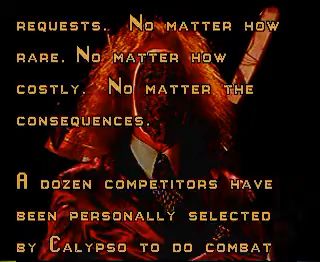 requests.  No matter how
rare. No matter how
costly.  No matter the
consequences.
A dozen competitors have
been personally selected
by Calypso to do combat